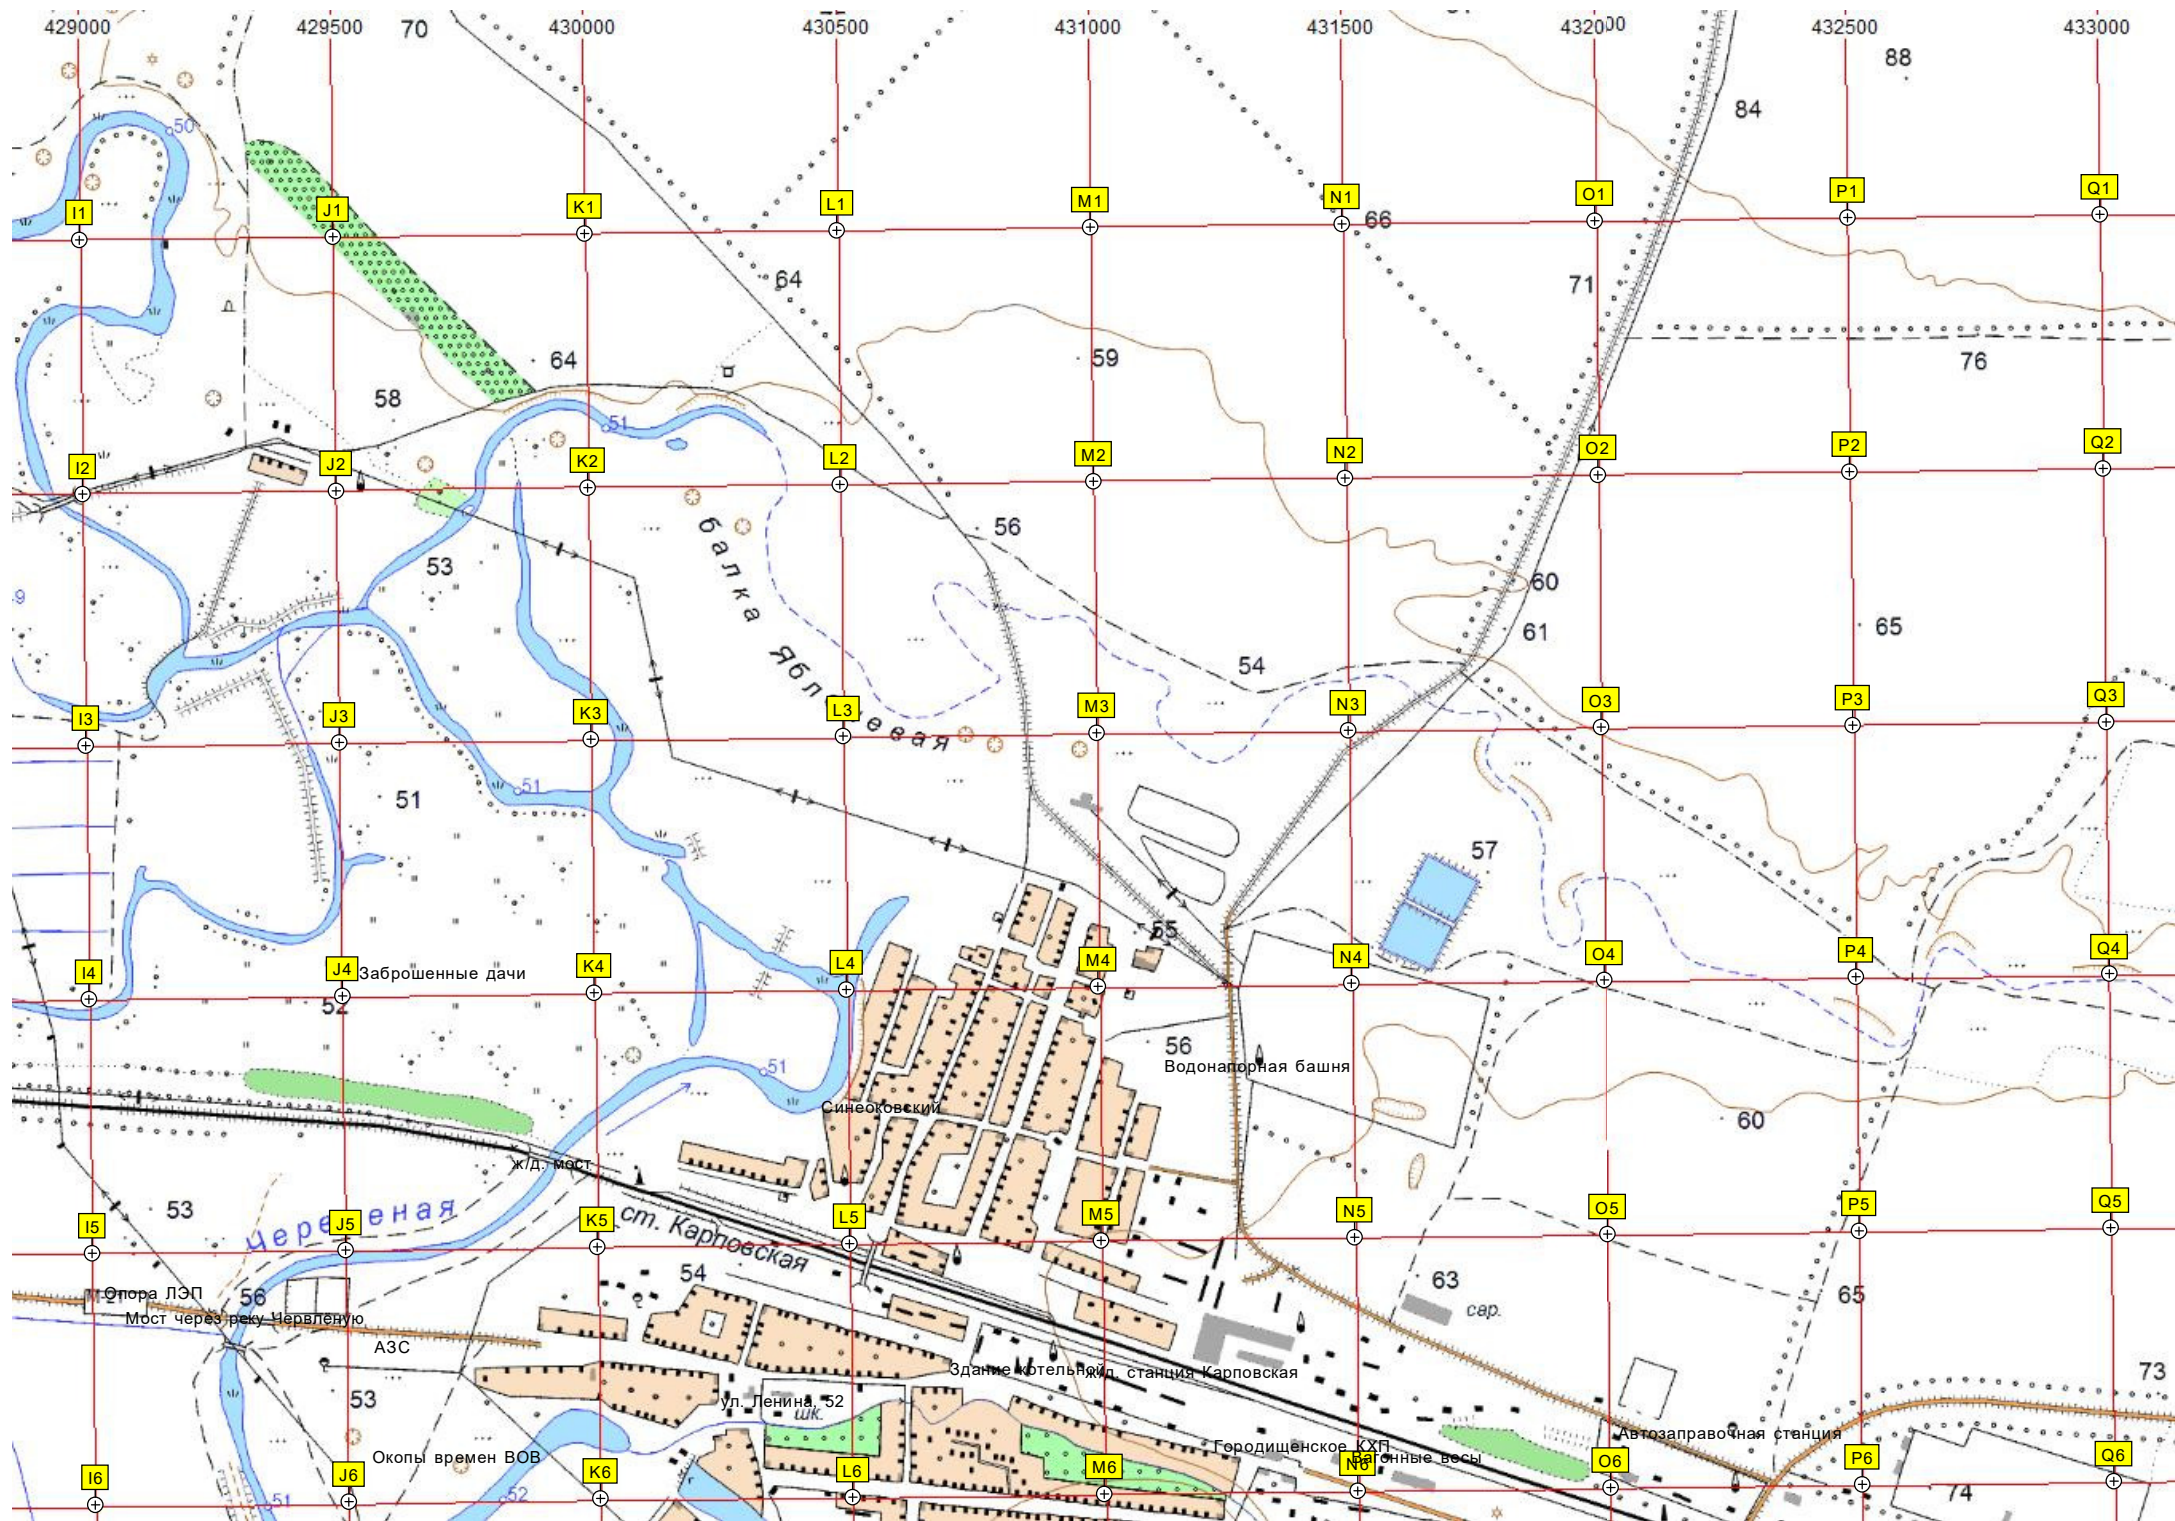 429000 429500 430000 430500 431000 431500 432000 432500 433000
70
88
84
50
I1 J1 K1 L1 M1 N1 O1 P1 Q1
66
64
71
64
59
76
58
51
I2 J2 K2 L2 M2 N2 O2 P2 Q2
56
53
балка Яблоневая
60
9
61
65
54
I3 J3 K3 L3 M3 N3 O3 P3 Q3
51
51
57
55
I4 J4 K4 L4 M4 N4 O4 P4 Q4
Заброшенные дачи
52
56
Водонапорная башня
51
Синеоковский
60
ж/д. мост
53
Червленая
ст. Карповская
I5 J5 K5 L5 M5 N5 O5 P5 Q5
54
63
сар.
65
Опора ЛЭП
56
Мост через реку Червленую
АЗС
Здание котельной
ж/д. станция Карповская
73
53
ул. Ленина, 52
шк.
Автозаправочная станция
Городищенское КХП
Вагонные весы
Окопы времен ВОВ
I6 J6 K6 L6 M6 N6 O6 P6 Q6
51
52
74